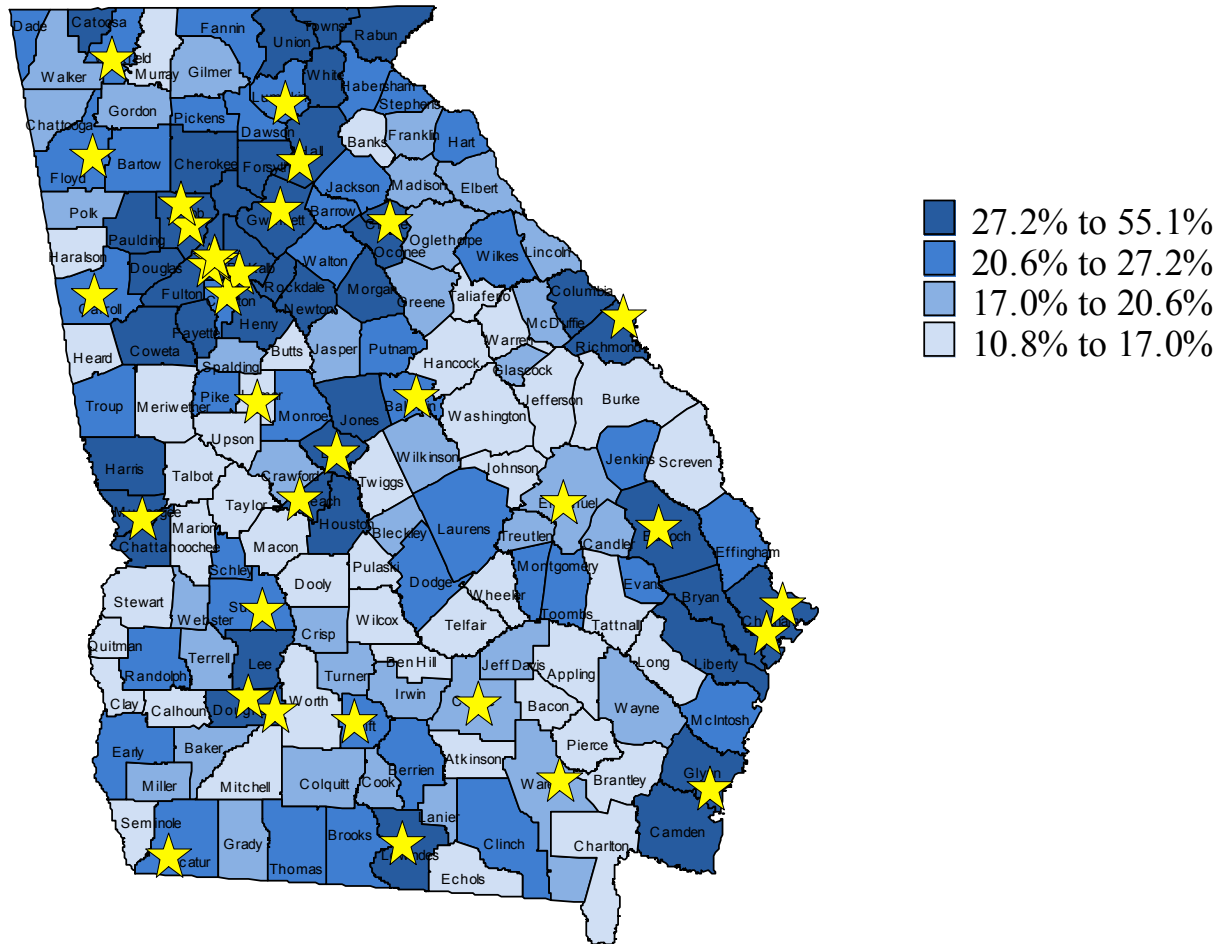 Dade
Catoosa
Fannin
Towns
Union
Rabun
Walker
Murray
Gilmer
White
Habersham
Stephens
Gordon
Chattooga
Pickens
Dawson
Banks
Franklin
Hart
Floyd
Bartow
Cherokee
Forsyth
Jackson
Madison
Elbert
Polk
Barrow
Oglethorpe
Paulding
Oconee
Wilkes
Lincoln
Haralson
Douglas
Walton
Morgan
Columbia
Fulton
Rockdale
Newton
Greene
Taliaferro
McDuffie
Warren
Richmond
Henry
Fayette
Heard
Coweta
Butts
Jasper
Putnam
Hancock
Glascock
Spalding
Troup
Meriwether
Pike
Monroe
Jones
Washington
Jefferson
Burke
Upson
Wilkinson
Jenkins
Screven
Harris
Talbot
Crawford
Twiggs
Johnson
Taylor
Houston
Laurens
Marion
Chattahoochee
Macon
Bleckley
Treutlen
Candler
Effingham
Schley
Pulaski
Montgomery
Evans
Bryan
Dooly
Dodge
Wheeler
Toombs
Stewart
Webster
Wilcox
Telfair
Tattnall
Crisp
Quitman
Terrell
Lee
Ben Hill
Jeff Davis
Long
Liberty
Randolph
Turner
Irwin
Appling
Clay
Calhoun
Worth
Bacon
Wayne
McIntosh
Early
Baker
Pierce
Atkinson
Miller
Mitchell
Colquitt
Cook
Berrien
Brantley
Seminole
Lanier
Camden
Grady
Thomas
Brooks
Clinch
Charlton
Echols
27.2% to 55.1%
20.6% to 27.2%
17.0% to 20.6%
10.8% to 17.0%